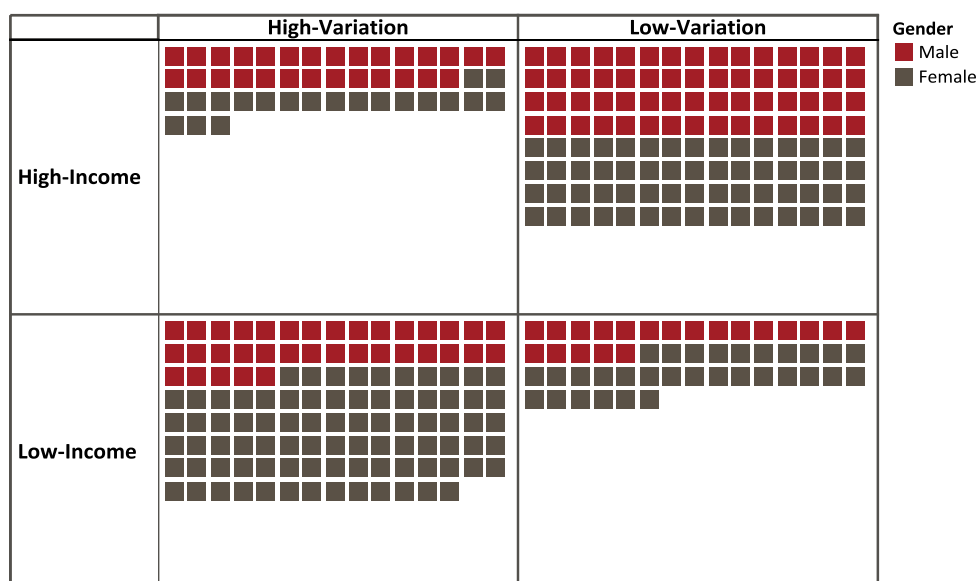 High-Variation
Low-Variation
Gender
Male
Female
High-Income
Low-Income